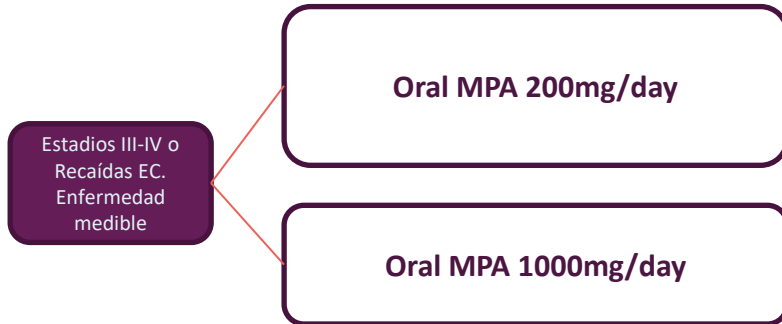 Oral MPA 200mg/day
Estadios III-IV o
Recaídas EC.
Enfermedad
medible
Oral MPA 1000mg/day